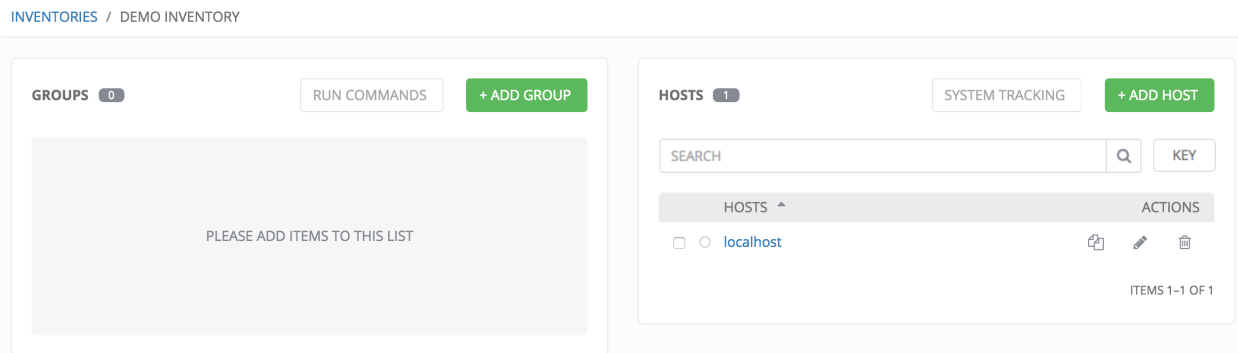 INVENTORIES / DEMO INVENTORY
GROUPS 0 RUN COMMANDS + ADD GROUP
PLEASE ADD ITEMS TO THIS LIST
HOSTS 1 SYSTEM TRACKING + ADD HOST
SEARCH KEY
HOSTS ACTIONS
localhost
ITEMS 1–1 OF 1